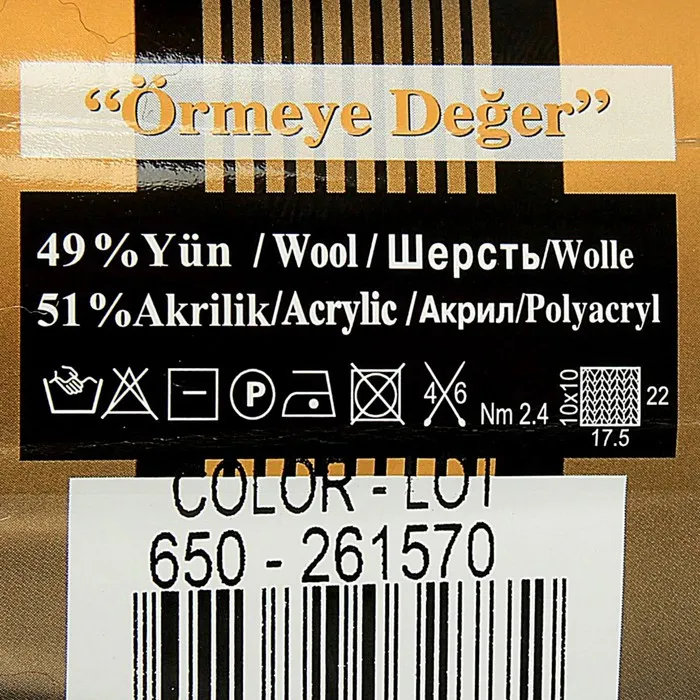 “Örmeye Değer”
49%Yün / Wool / Шерсть/Wolle
51%Akrilik/Acrylic /Акрил/Polyacryl
P 4 6 Nm 2.4 10x10 22
17.5
COLOR - LOT
650 - 261570